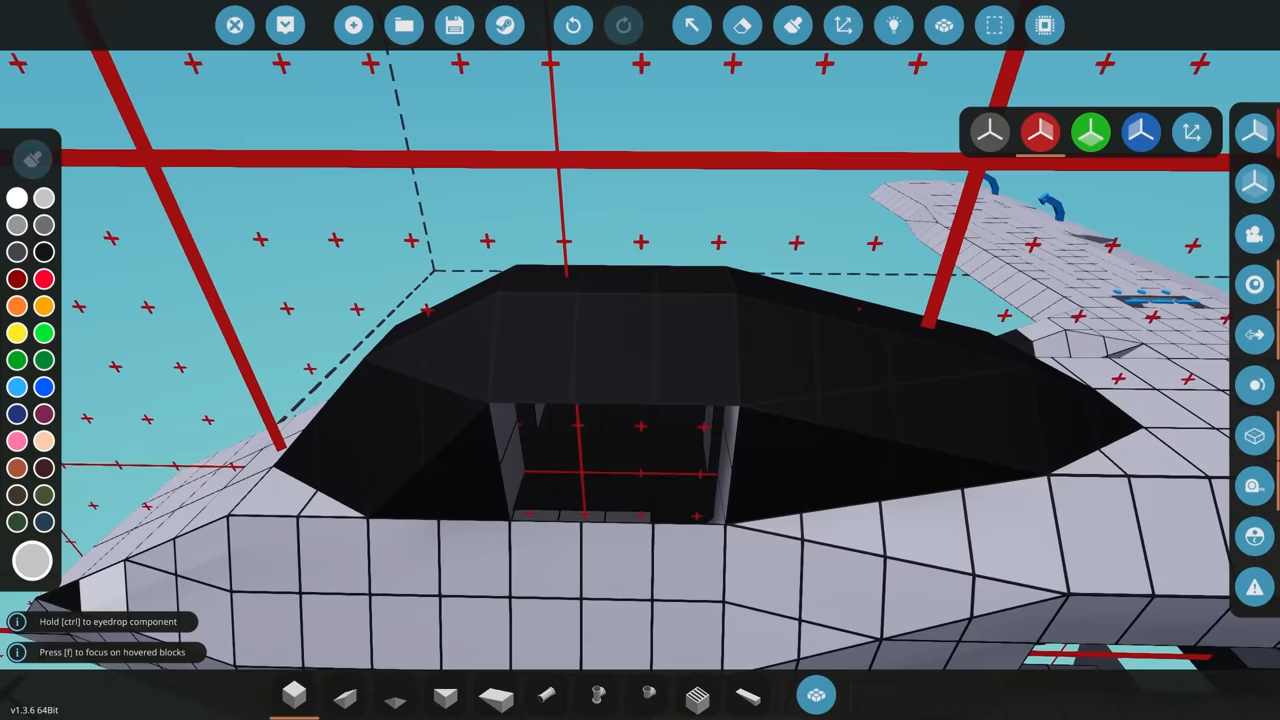 Hold [ctrl] to eyedrop component
Press [f] to focus on hovered blocks
v1.3.6 64Bit